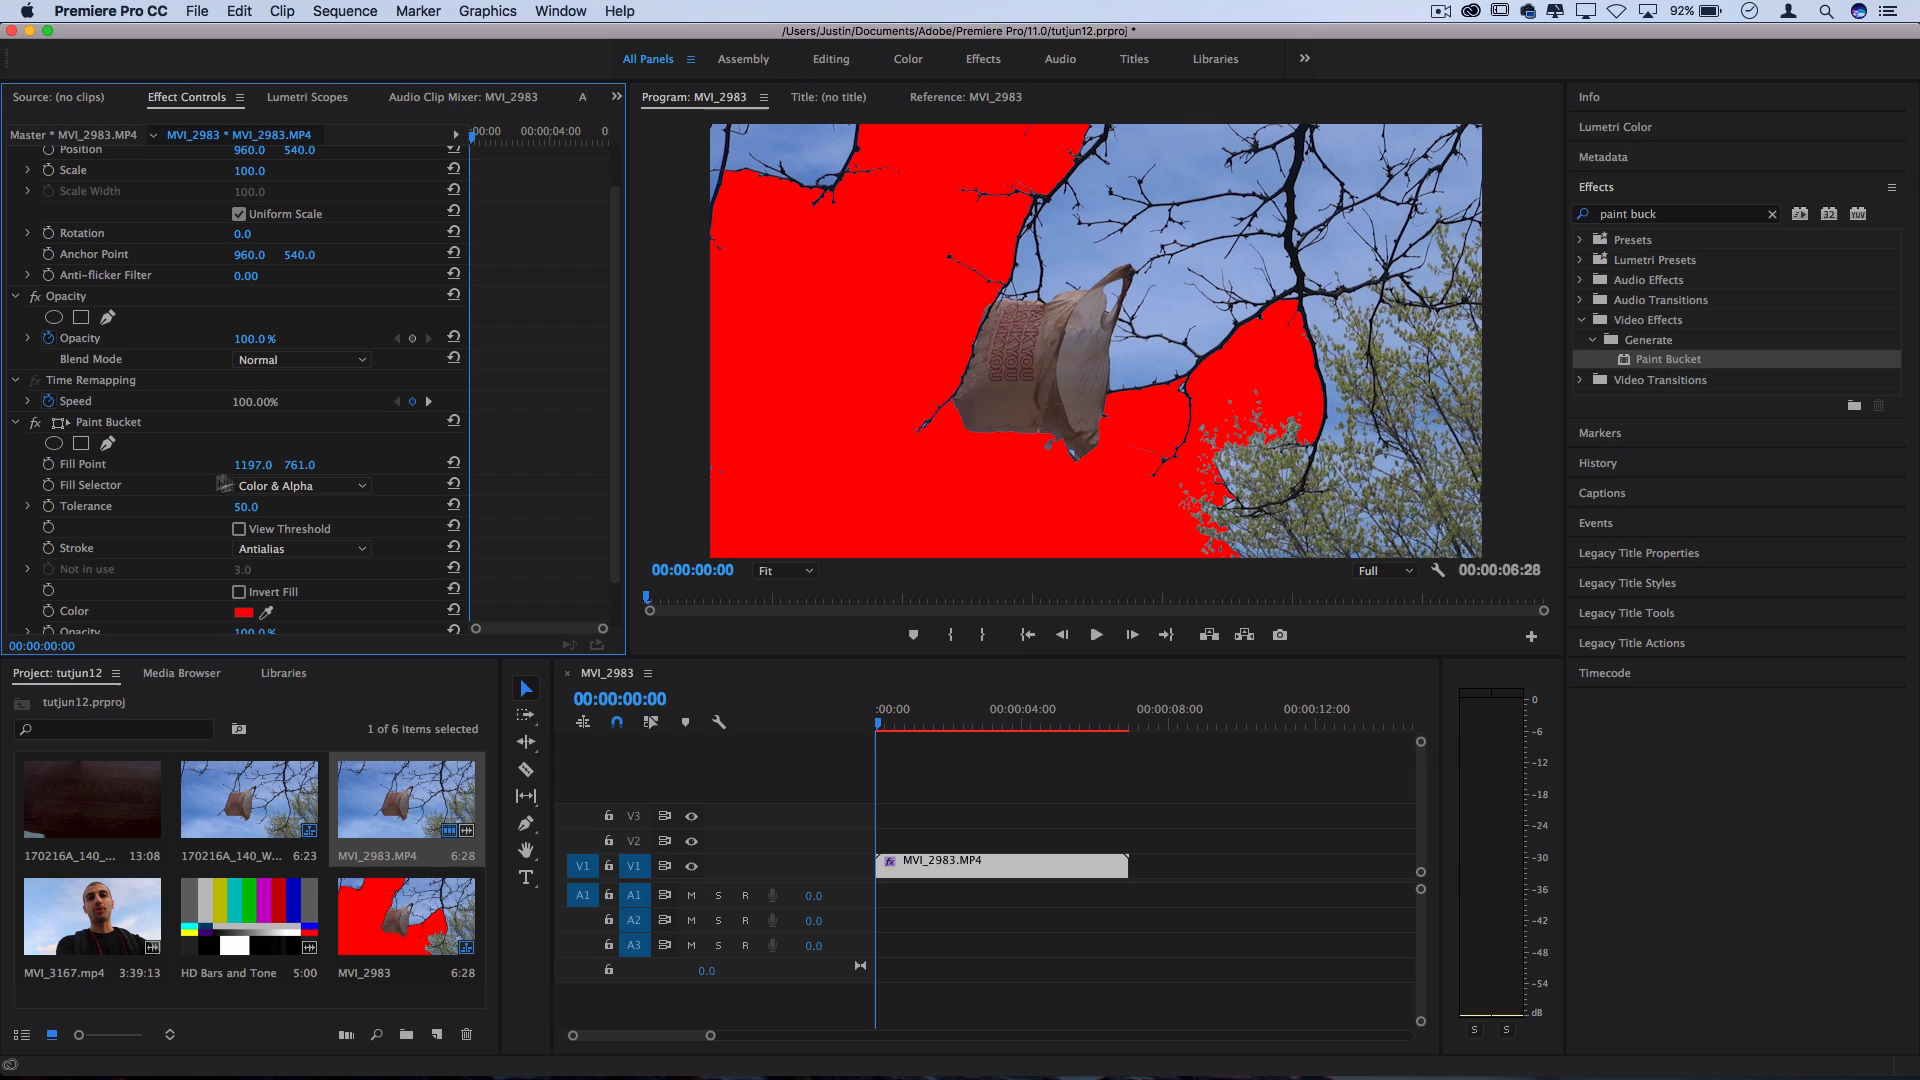 Premiere Pro CC File Edit Clip Sequence Marker Graphics Window Help 92%
/Users/Justin/Documents/Adobe/Premiere Pro/11.0/tutjun12.prproj *
All Panels Assembly Editing Color Effects Audio Titles Libraries
Source: (no clips) Effect Controls Lumetri Scopes Audio Clip Mixer: MVI_2983 A
Master * MVI_2983.MP4 MVI_2983 * MVI_2983.MP4 :00:00 00:00:04:00 0
Position 960.0 540.0
Scale 100.0
Scale Width 100.0
Uniform Scale
Rotation 0.0
Anchor Point 960.0 540.0
Anti-flicker Filter 0.00
fx Opacity
Opacity 100.0 %
Blend Mode Normal
fx Time Remapping
Speed 100.00%
fx Paint Bucket
Fill Point 1197.0 761.0
Fill Selector Color & Alpha
Tolerance 50.0
View Threshold
Stroke Antialias
Not in use 3.0
Invert Fill
Color
Opacity 100.0 %
00:00:00:00
Program: MVI_2983 Title: (no title) Reference: MVI_2983
THANK YOU
00:00:00:00 Fit Full 00:00:06:28
Info
Lumetri Color
Metadata
Effects
paint buck 32 YUV
Presets
Lumetri Presets
Audio Effects
Audio Transitions
Video Effects
Generate
Paint Bucket
Video Transitions
Markers
History
Captions
Events
Legacy Title Properties
Legacy Title Styles
Legacy Title Tools
Legacy Title Actions
Timecode
Project: tutjun12 Media Browser Libraries
tutjun12.prproj
1 of 6 items selected
170216A_140_... 13:08 170216A_140_W... 6:23 MVI_2983.MP4 6:28
MVI_3167.mp4 3:39:13 HD Bars and Tone 5:00 MVI_2983 6:28
× MVI_2983
00:00:00:00
:00:00 00:00:04:00 00:00:08:00 00:00:12:00
V3
V2
V1 V1 fx MVI_2983.MP4
A1 A1 M S R 0.0
A2 M S R 0.0
A3 M S R 0.0
0.0
0
-6
-12
-18
-24
-30
-36
-42
-48
-54
dB
S S